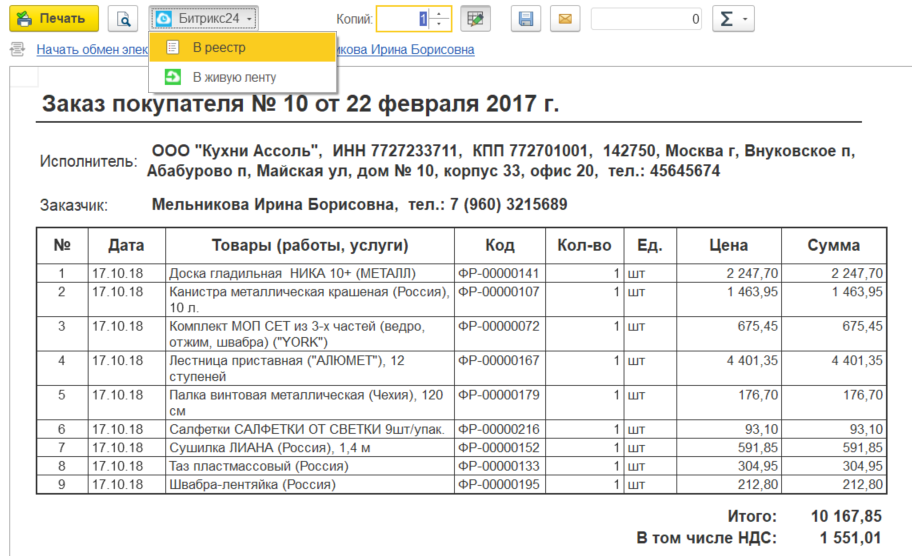 Печать Битрикс24 Копий: 1 0 Σ
В реестр
Начать обмен элек икова Ирина Борисовна
В живую ленту
Заказ покупателя № 10 от 22 февраля 2017 г.
Исполнитель: ООО "Кухни Ассоль", ИНН 7727233711, КПП 772701001, 142750, Москва г, Внуковское п,
Абабурово п, Майская ул, дом № 10, корпус 33, офис 20, тел.: 45645674
Заказчик: Мельникова Ирина Борисовна, тел.: 7 (960) 3215689
№ Дата Товары (работы, услуги) Код Кол-во Ед. Цена Сумма
1 17.10.18 Доска гладильная НИКА 10+ (МЕТАЛЛ) ФР-00000141 1 шт 2 247,70 2 247,70
2 17.10.18 Канистра металлическая крашеная (Россия), ФР-00000107 1 шт 1 463,95 1 463,95
10 л.
3 17.10.18 Комплект МОП СЕТ из 3-х частей (ведро, ФР-00000072 1 шт 675,45 675,45
отжим, швабра) ("YORK")
4 17.10.18 Лестница приставная ("АЛЮМЕТ"), 12 ФР-00000167 1 шт 4 401,35 4 401,35
ступеней
5 17.10.18 Палка винтовая металлическая (Чехия), 120 ФР-00000179 1 шт 176,70 176,70
см
6 17.10.18 Салфетки САЛФЕТКИ ОТ СВЕТКИ 9шт/упак. ФР-00000216 1 шт 93,10 93,10
7 17.10.18 Сушилка ЛИАНА (Россия), 1,4 м ФР-00000152 1 шт 591,85 591,85
8 17.10.18 Таз пластмассовый (Россия) ФР-00000133 1 шт 304,95 304,95
9 17.10.18 Швабра-лентяйка (Россия) ФР-00000195 1 шт 212,80 212,80
Итого: 10 167,85
В том числе НДС: 1 551,01